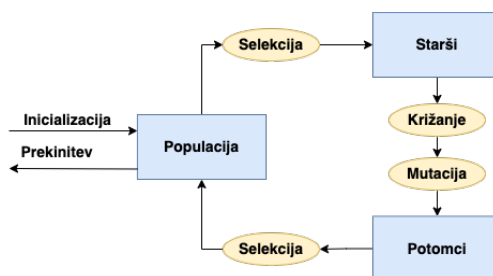 Selekcija
Starši
Inicializacija
Križanje
Populacija
Prekinitev
Mutacija
Selekcija
Potomci